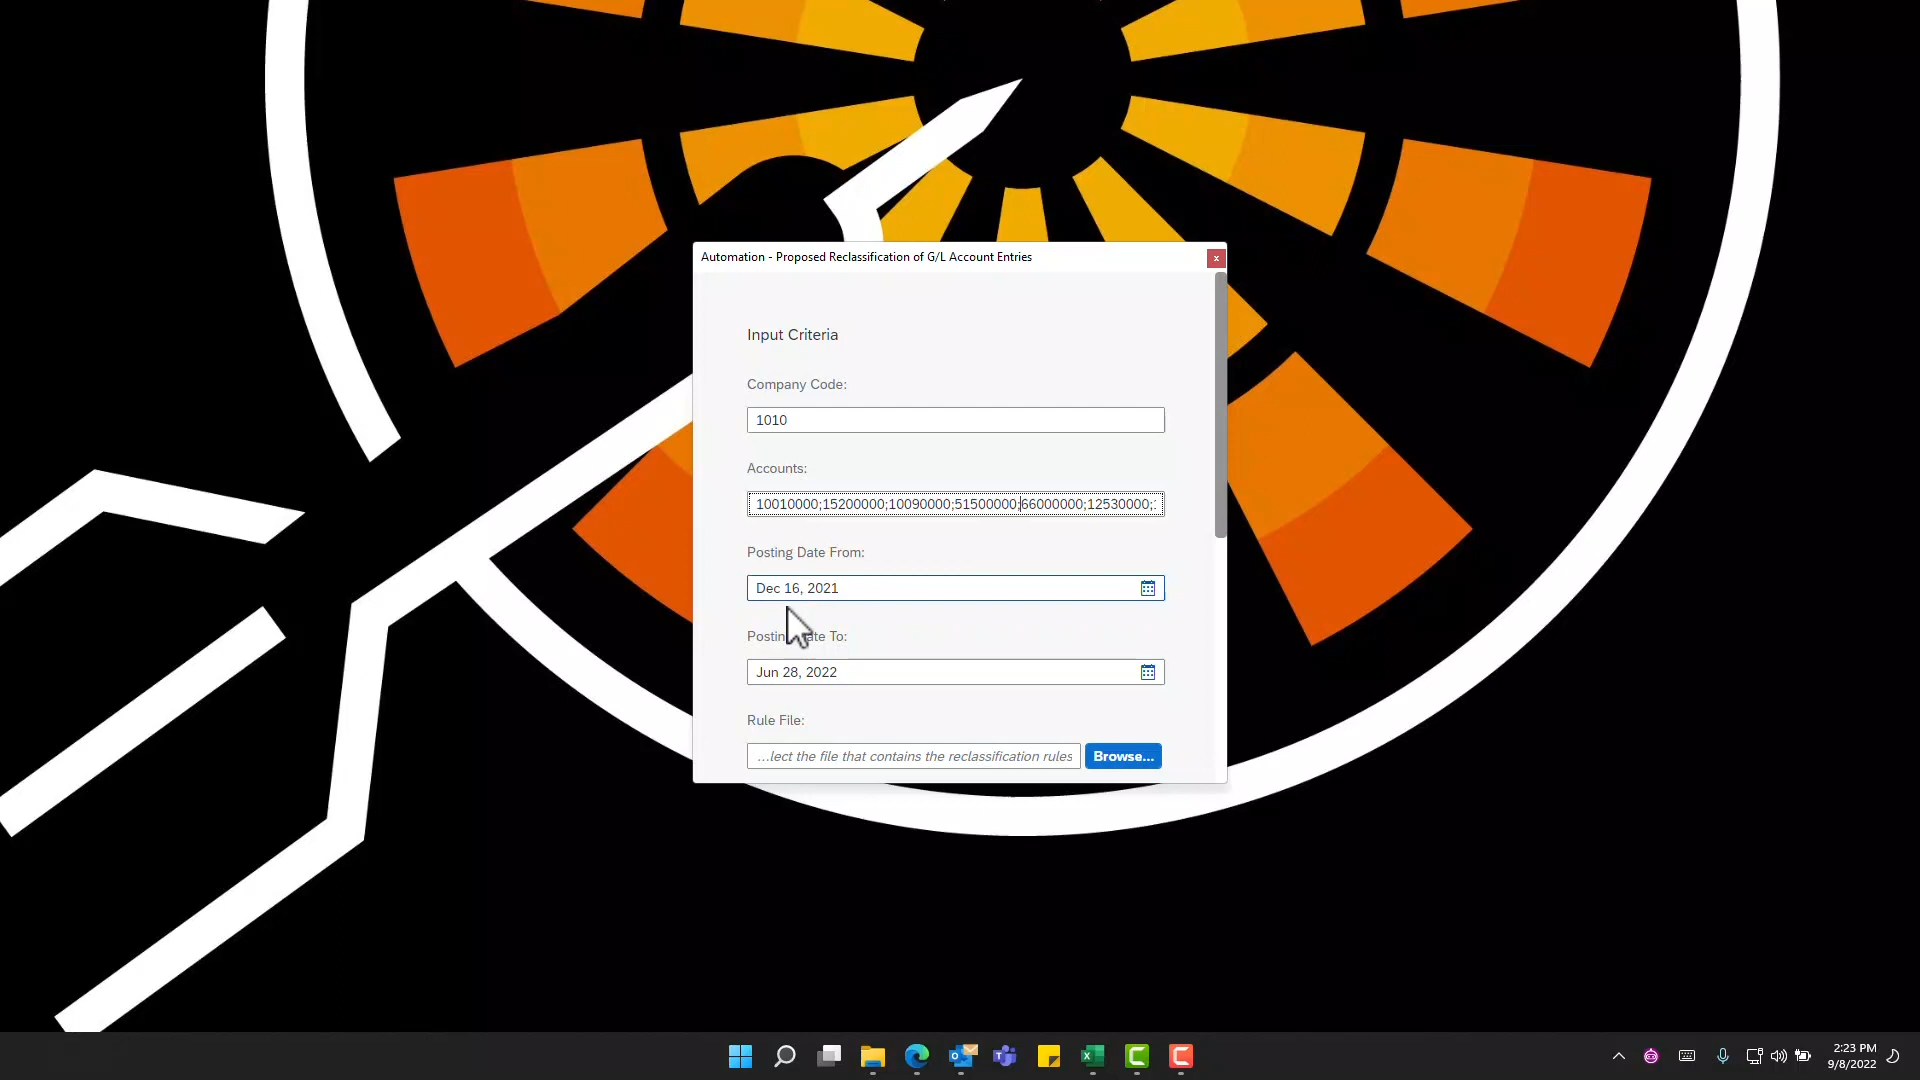 Automation - Proposed Reclassification of G/L Account Entries
x
Input Criteria
Company Code:
1010
Accounts:
10010000;15200000;10090000;51500000;66000000;12530000;
Posting Date From:
Dec 16, 2021
Posting Date To:
Jun 28, 2022
Rule File:
...lect the file that contains the reclassification rules
Browse...
2:23 PM
9/8/2022